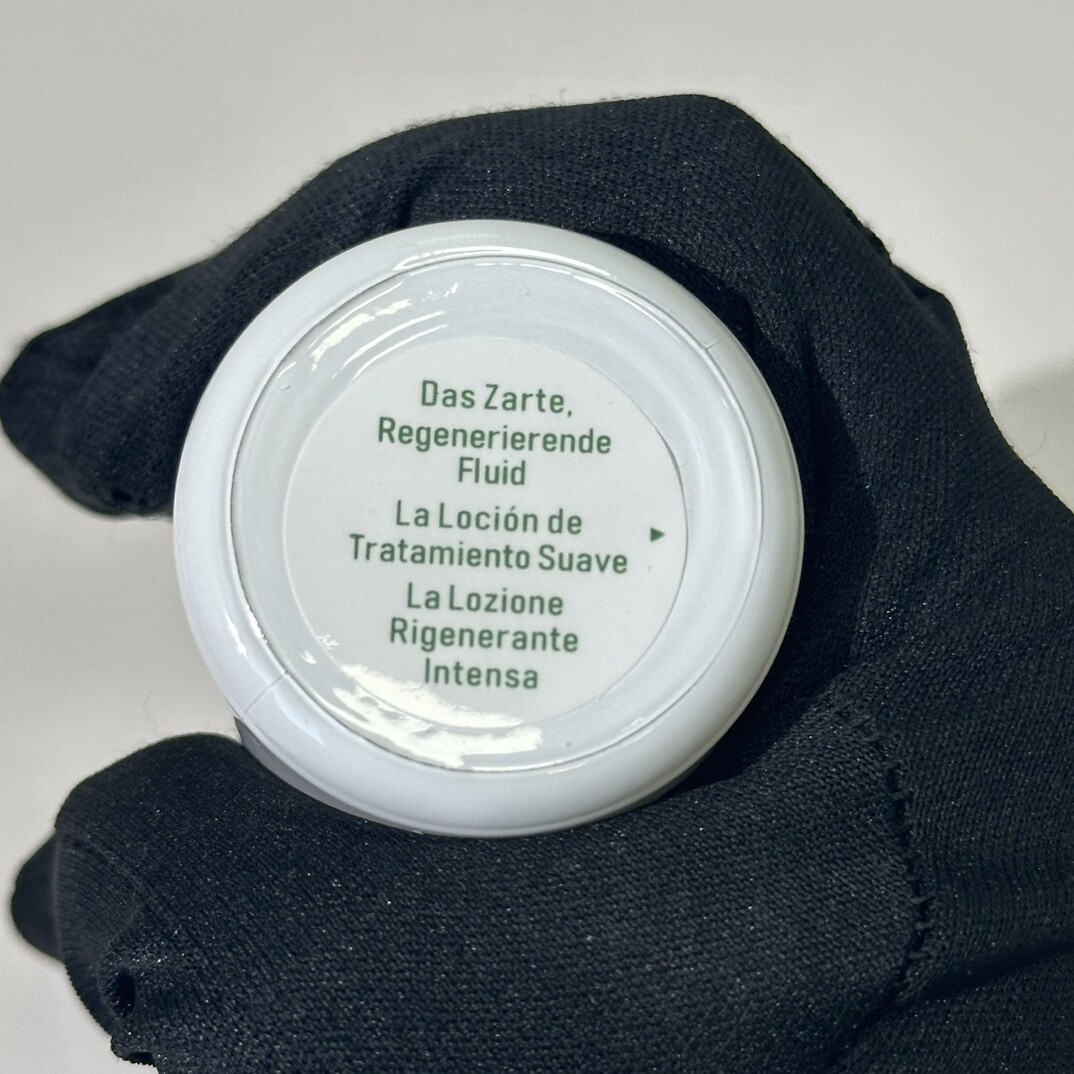 Das Zarte,
Regenerierende
Fluid
La Loción de
Tratamiento Suave
La Lozione
Rigenerante
Intensa